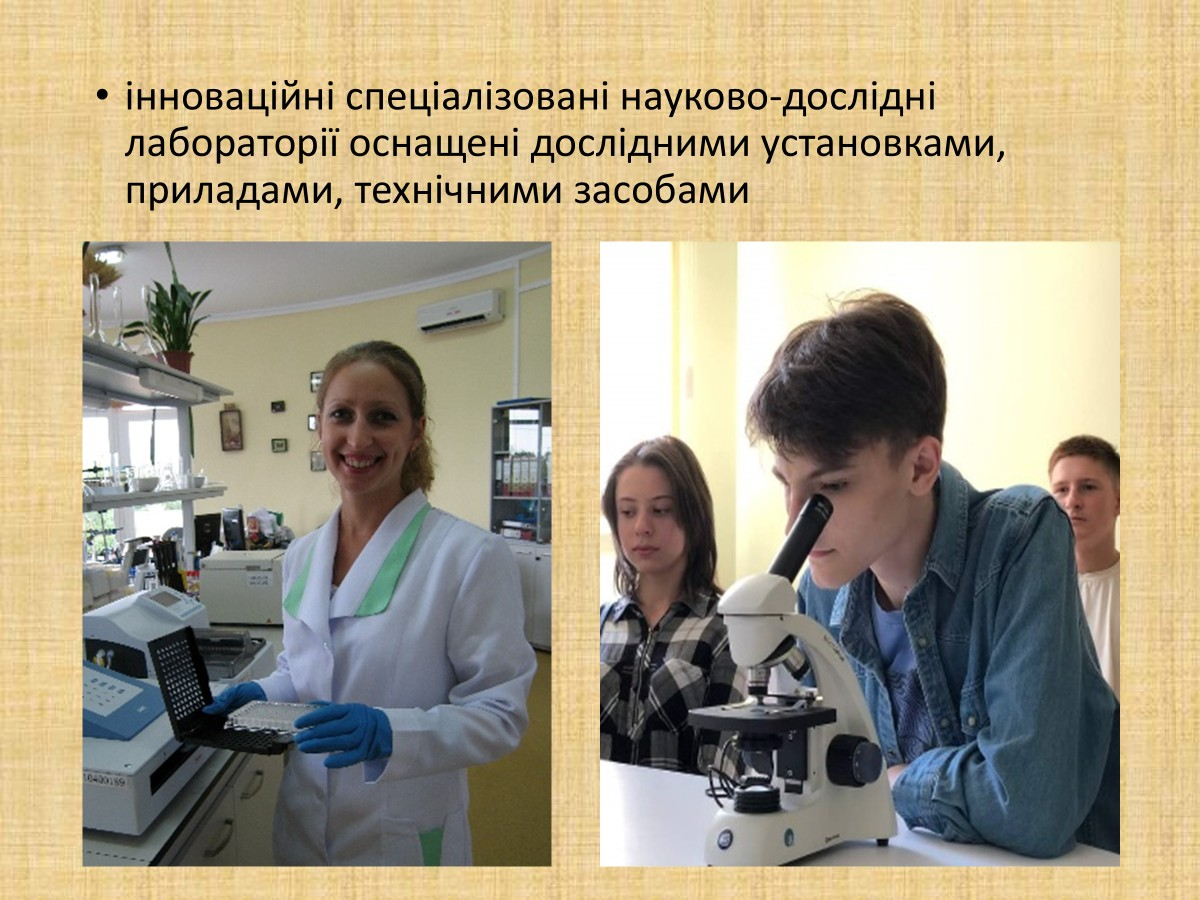 • інноваційні спеціалізовані науково-дослідні
лабораторії оснащені дослідними установками,
приладами, технічними засобами